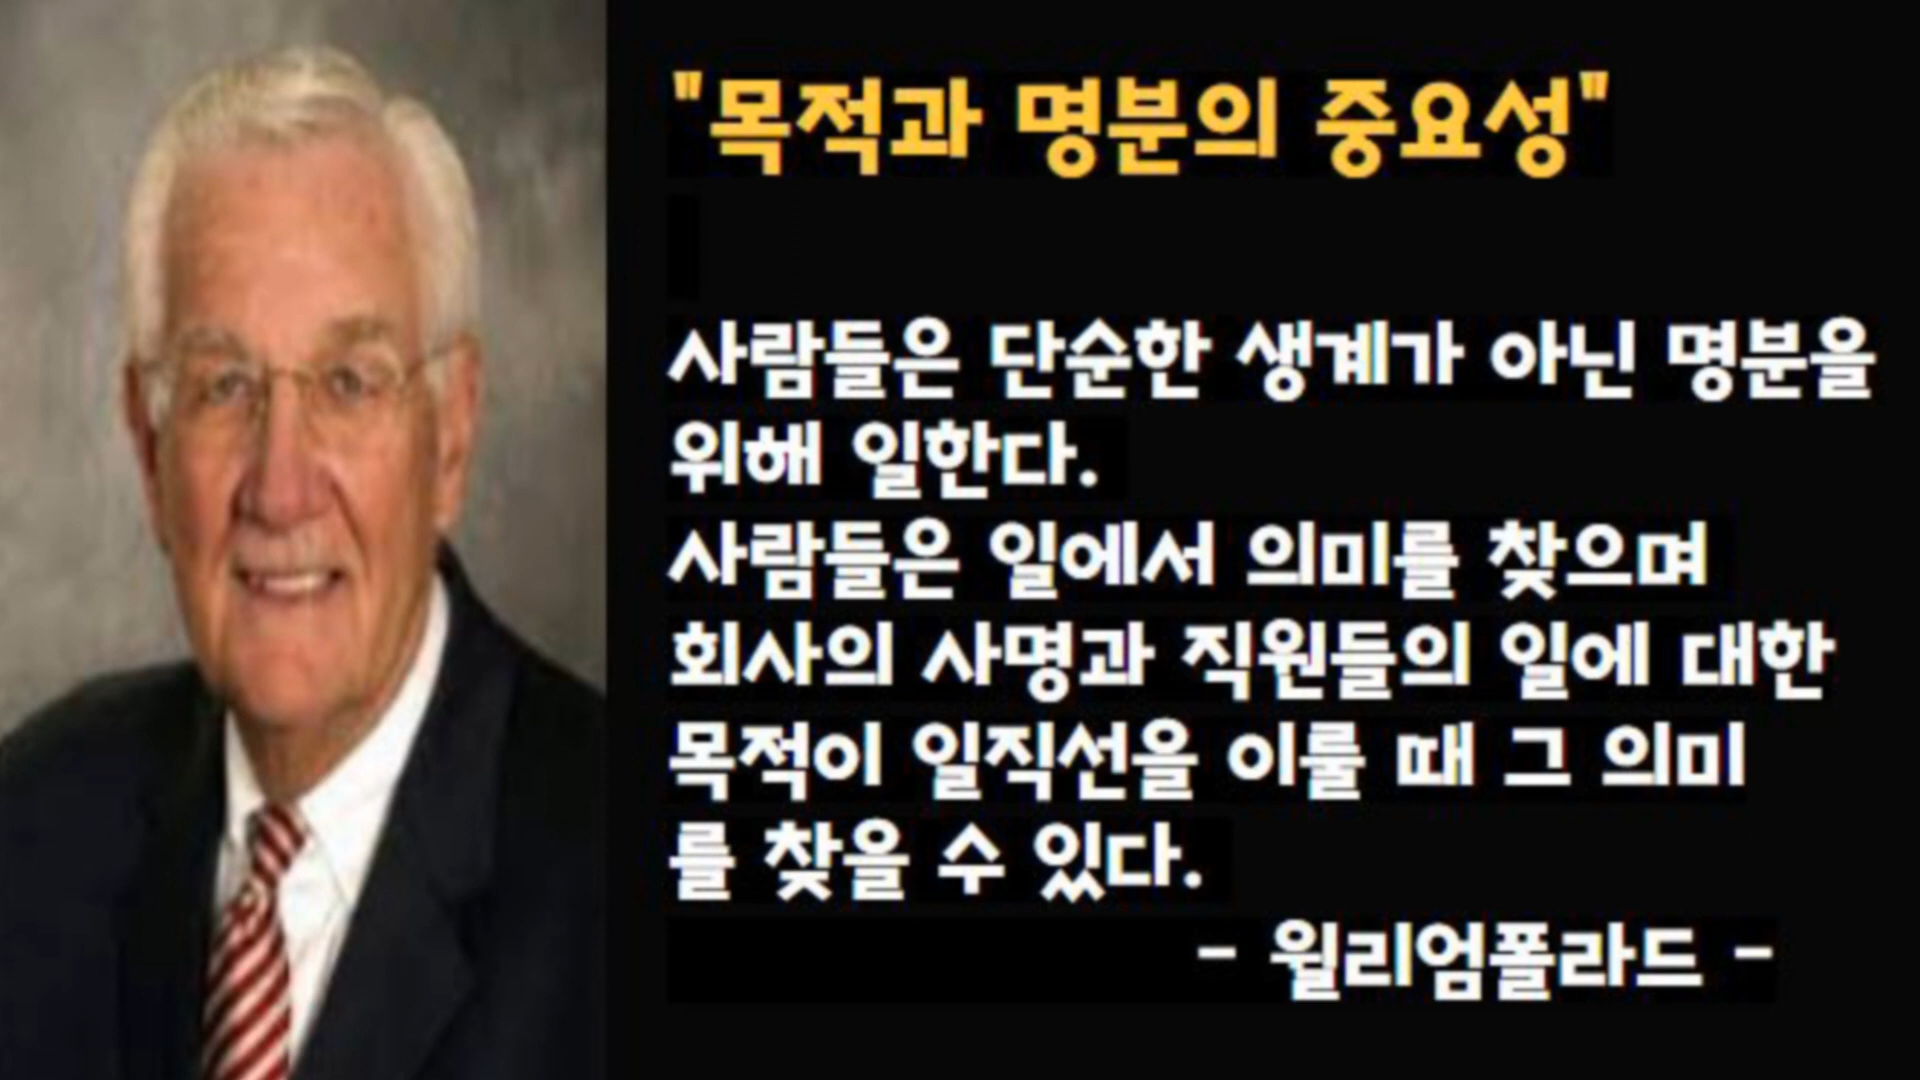 "목적과 명분의 중요성"
사람들은 단순한 생계가 아닌 명분을
위해 일한다.
사람들은 일에서 의미를 찾으며
회사의 사명과 직원들의 일에 대한
목적이 일직선을 이룰 때 그 의미
를 찾을 수 있다.
- 윌리엄폴라드 -